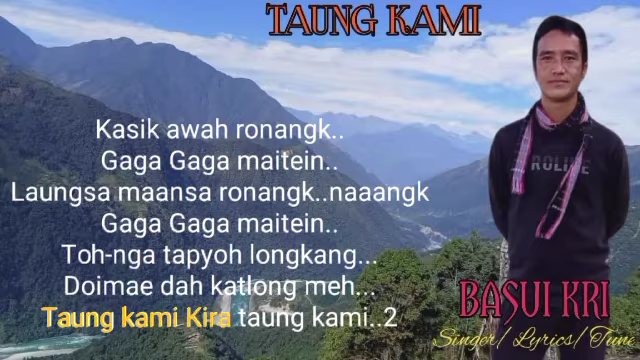 TAUNG KAMI
Kasik awah ronangk..
Gaga Gaga maitein..
Laungsa maansa ronangk..naaangk
Gaga Gaga maitein..
Toh-nga tapyoh longkang...
Doimae dah katlong meh...
Taung kami Kira taung kami..2
BASUI KRI
Singer/ Lyrics/ Tune